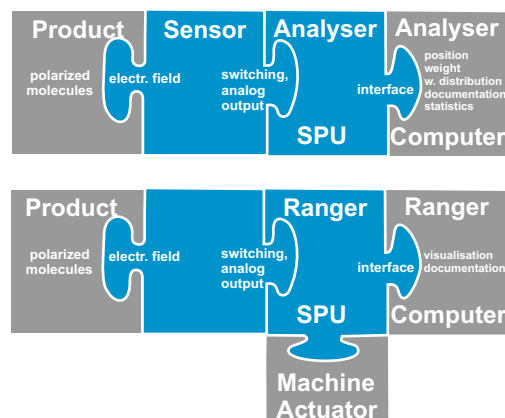 Product
Sensor
Analyser
Analyser
polarized
molecules
electr. field
switching,
analog
output
interface
position
weight
w. distribution
documentation
statistics
SPU
Computer
Product
Ranger
Ranger
polarized
molecules
electr. field
switching,
analog
output
interface
visualisation
documentation
SPU
Computer
Machine
Actuator